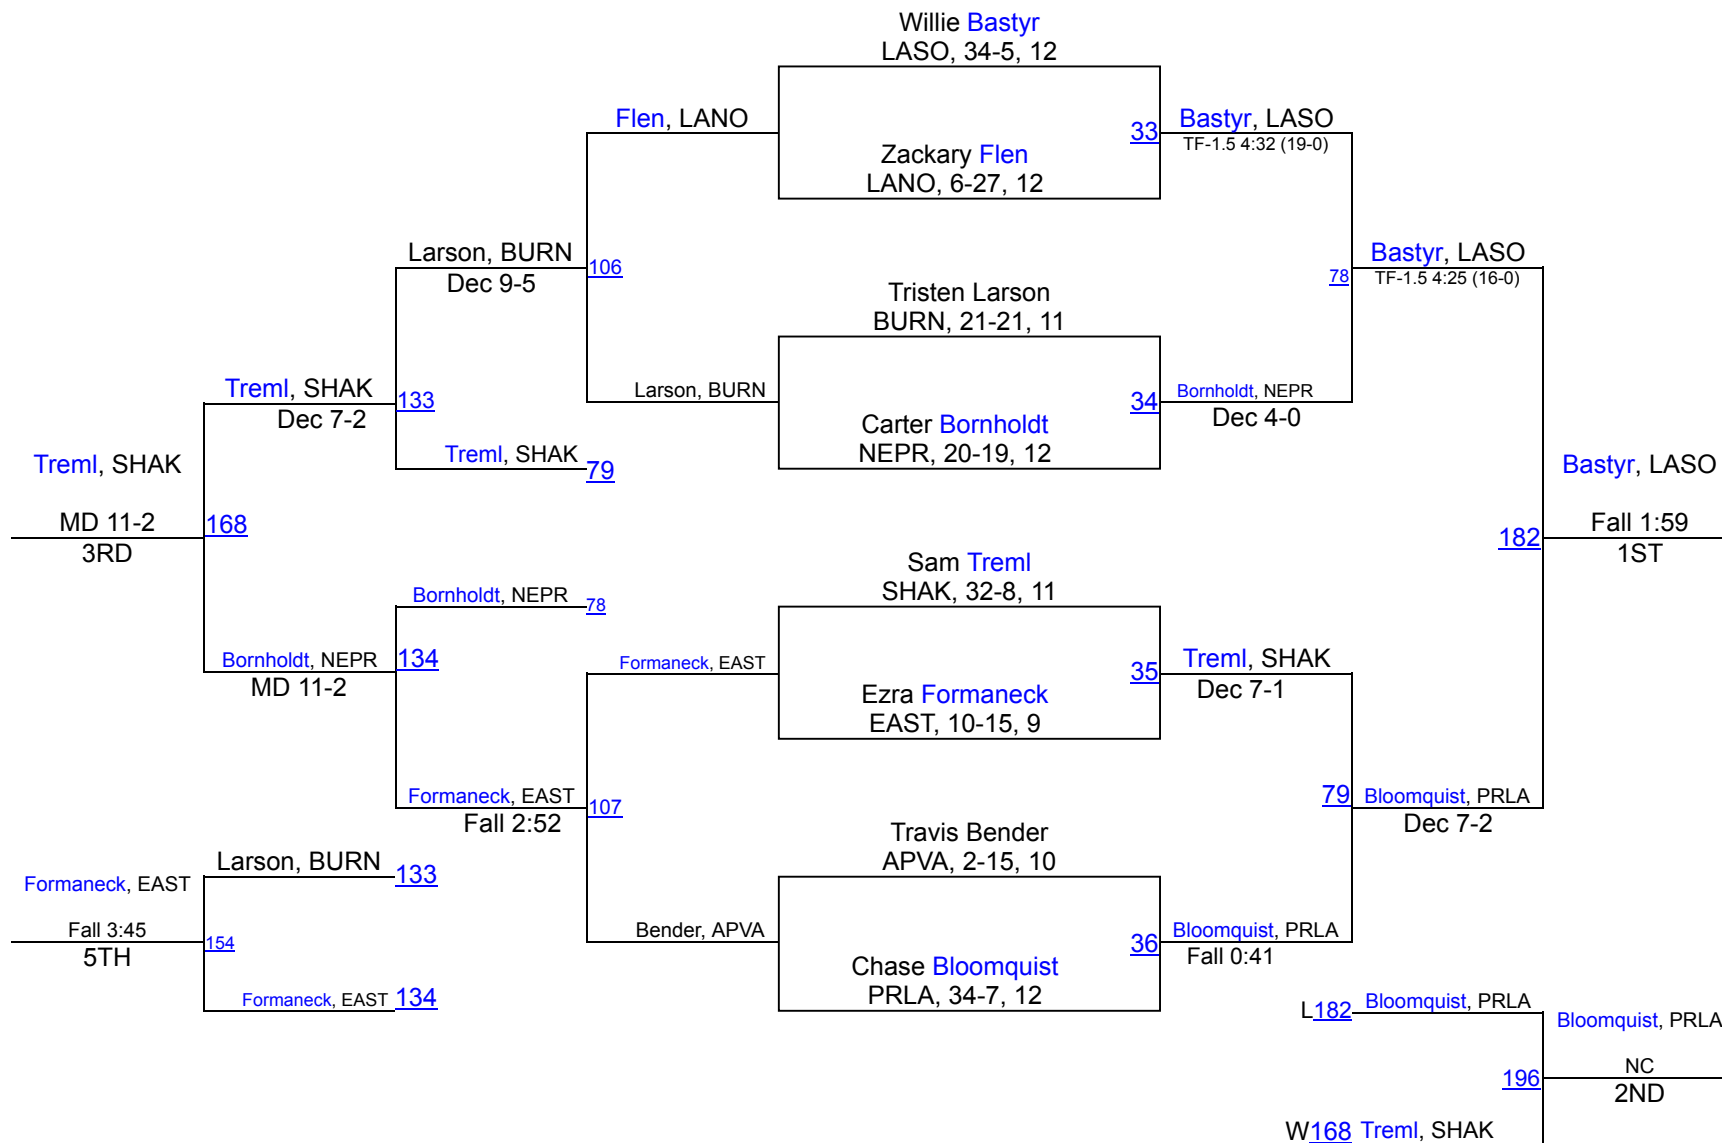 Willie Bastyr
LASO, 34-5, 12
Flen, LANO
33
Bastyr, LASO
TF-1.5 4:32 (19-0)
Zackary Flen
LANO, 6-27, 12
Larson, BURN
Dec 9-5
106
Bastyr, LASO
TF-1.5 4:25 (16-0)
78
Tristen Larson
BURN, 21-21, 11
Treml, SHAK
Dec 7-2
133
Larson, BURN
34
Bornholdt, NEPR
Dec 4-0
Carter Bornholdt
NEPR, 20-19, 12
Treml, SHAK
79
Treml, SHAK
MD 11-2
3RD
168
Bastyr, LASO
Fall 1:59
1ST
182
Sam Treml
SHAK, 32-8, 11
Bornholdt, NEPR
78
Bornholdt, NEPR
MD 11-2
134
Formaneck, EAST
35
Treml, SHAK
Dec 7-1
Ezra Formaneck
EAST, 10-15, 9
Formaneck, EAST
Fall 2:52
107
79
Bloomquist, PRLA
Dec 7-2
Travis Bender
APVA, 2-15, 10
Larson, BURN
133
Formaneck, EAST
Fall 3:45
5TH
154
Bender, APVA
36
Bloomquist, PRLA
Fall 0:41
Chase Bloomquist
PRLA, 34-7, 12
Formaneck, EAST
134
L182
Bloomquist, PRLA
Bloomquist, PRLA
NC
2ND
196
W168
Treml, SHAK